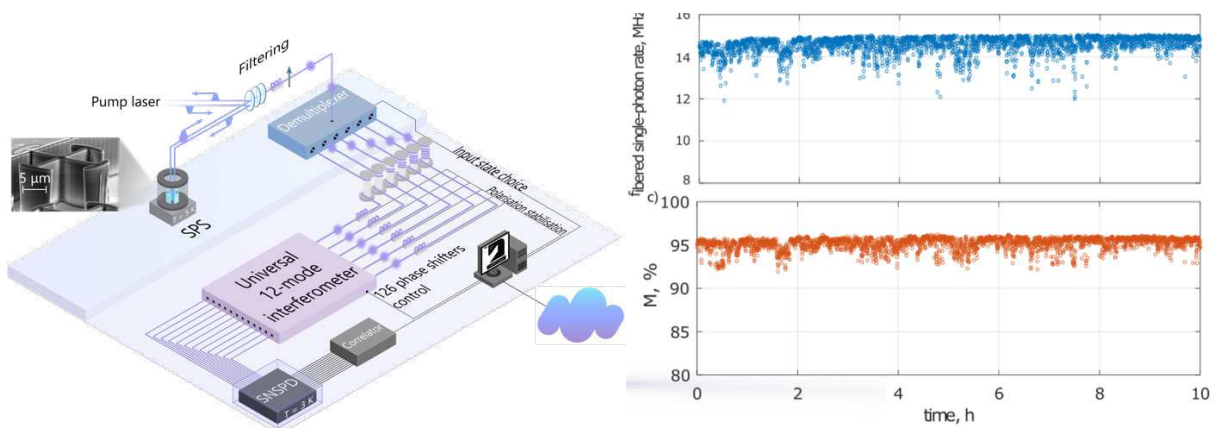 Filtering
Pump laser
Demultiplexer
5 µm
T = 3 K
SPS
Input state choice
Polarisation stabilisation
Universal
12-mode
interferometer
126 phase shifters
control
Correlator
SNSPD
T = 3 K
fibered single-photon rate, MHz
16
14
12
10
8
c)
M, %
100
95
90
85
80
0 2 4 6 8 10
time, h